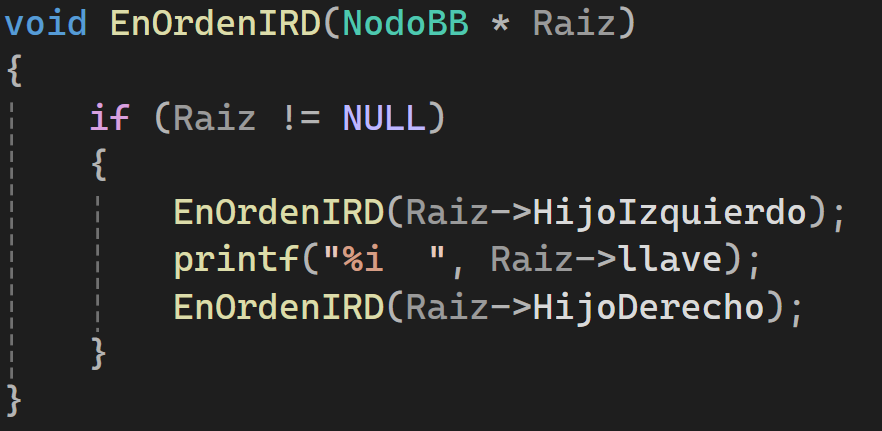 void EnOrdenIRD(NodoBB * Raiz)
{
    if (Raiz != NULL)
    {
        EnOrdenIRD(Raiz->HijoIzquierdo);
        printf("%i  ", Raiz->llave);
        EnOrdenIRD(Raiz->HijoDerecho);
    }
}